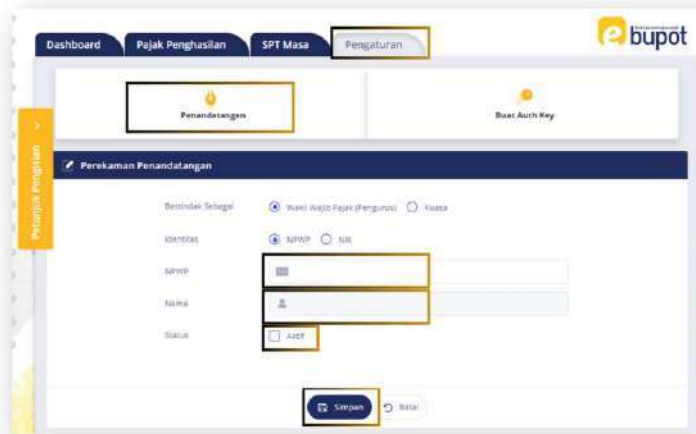 Dashboard Pajak Penghasilan SPT Masa Pengaturan
e bupot
Penandatangan Buat Auth Key
Petunjuk Pengisian
Perekaman Penandatangan
Bertindak Sebagai Wakil Wajib Pajak (Pengurus) Kuasa
Identitas NPWP NIK
NPWP
Nama
Status Aktif
Simpan Batal